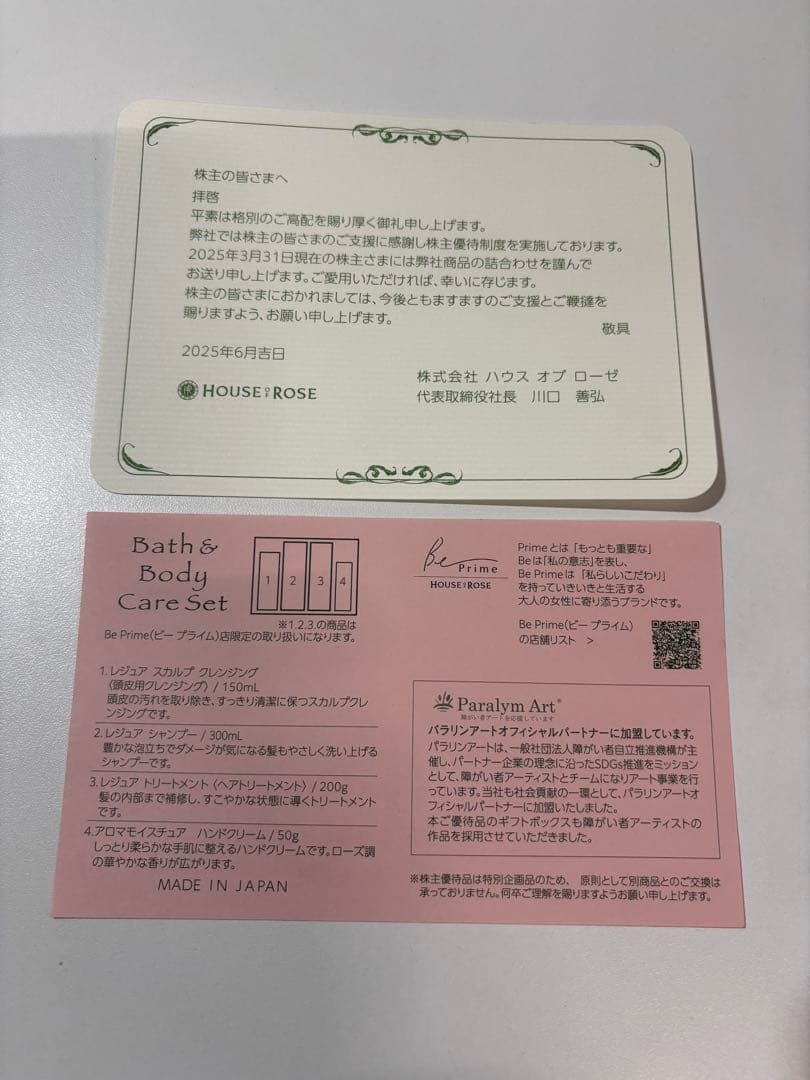 株主の皆さまへ
拝啓
平素は格別のご高配を賜り厚く御礼申し上げます。
弊社では株主の皆さまのご支援に感謝し株主優待制度を実施しております。
2025年3月31日現在の株主さまには弊社商品の詰合わせを謹んで
お送り申し上げます。ご愛用いただければ、幸いに存じます。
株主の皆さまにおかれましては、今後ともますますのご支援とご鞭撻を
賜りますよう、お願い申し上げます。
敬具
2025年6月吉日
HOUSE OF ROSE
株式会社 ハウス オブ ローゼ
代表取締役社長 川口 善弘
Bath &
Body
Care Set
1 2 3 4
※1.2.3.の商品は
Be Prime(ビー プライム)店限定の取り扱いになります。
1.レジュア スカルプ クレンジング
〈頭皮用クレンジング〉 / 150mL
頭皮の汚れを取り除き、すっきり清潔に保つスカルプクレ
ンジングです。
2.レジュア シャンプー / 300mL
豊かな泡立ちでダメージが気になる髪もやさしく洗い上げる
シャンプーです。
3.レジュア トリートメント〈ヘアトリートメント〉 / 200g
髪の内部まで補修し、すこやかな状態に導くトリートメント
です。
4.アロマモイスチュア ハンドクリーム / 50g
しっとり柔らかな手肌に整えるハンドクリームです。ローズ調
の華やかな香りが広がります。
MADE IN JAPAN
Be Prime
HOUSE OF ROSE
Primeとは「もっとも重要な」
Beは「私の意志」を表し、
Be Primeは「私らしいこだわり」
を持っていきいきと生活する
大人の女性に寄り添うブランドです。
Be Prime(ビー プライム)
の店舗リスト >
Paralym Art®
障がい者アートを応援しています
パラリンアートオフィシャルパートナーに加盟しています。
パラリンアートは、一般社団法人障がい者自立推進機構が主
催し、パートナー企業の理念に沿ったSDGs推進をミッション
として、障がい者アーティストとチームになりアート事業を行
っています。当社も社会貢献の一環として、パラリンアートオ
フィシャルパートナーに加盟いたしました。
本ご優待品のギフトボックスも障がい者アーティストの
作品を採用させていただきました。
※株主優待品は特別企画品のため、 原則として別商品とのご交換は
承っておりません。何卒ご理解を賜りますようお願い申し上げます。